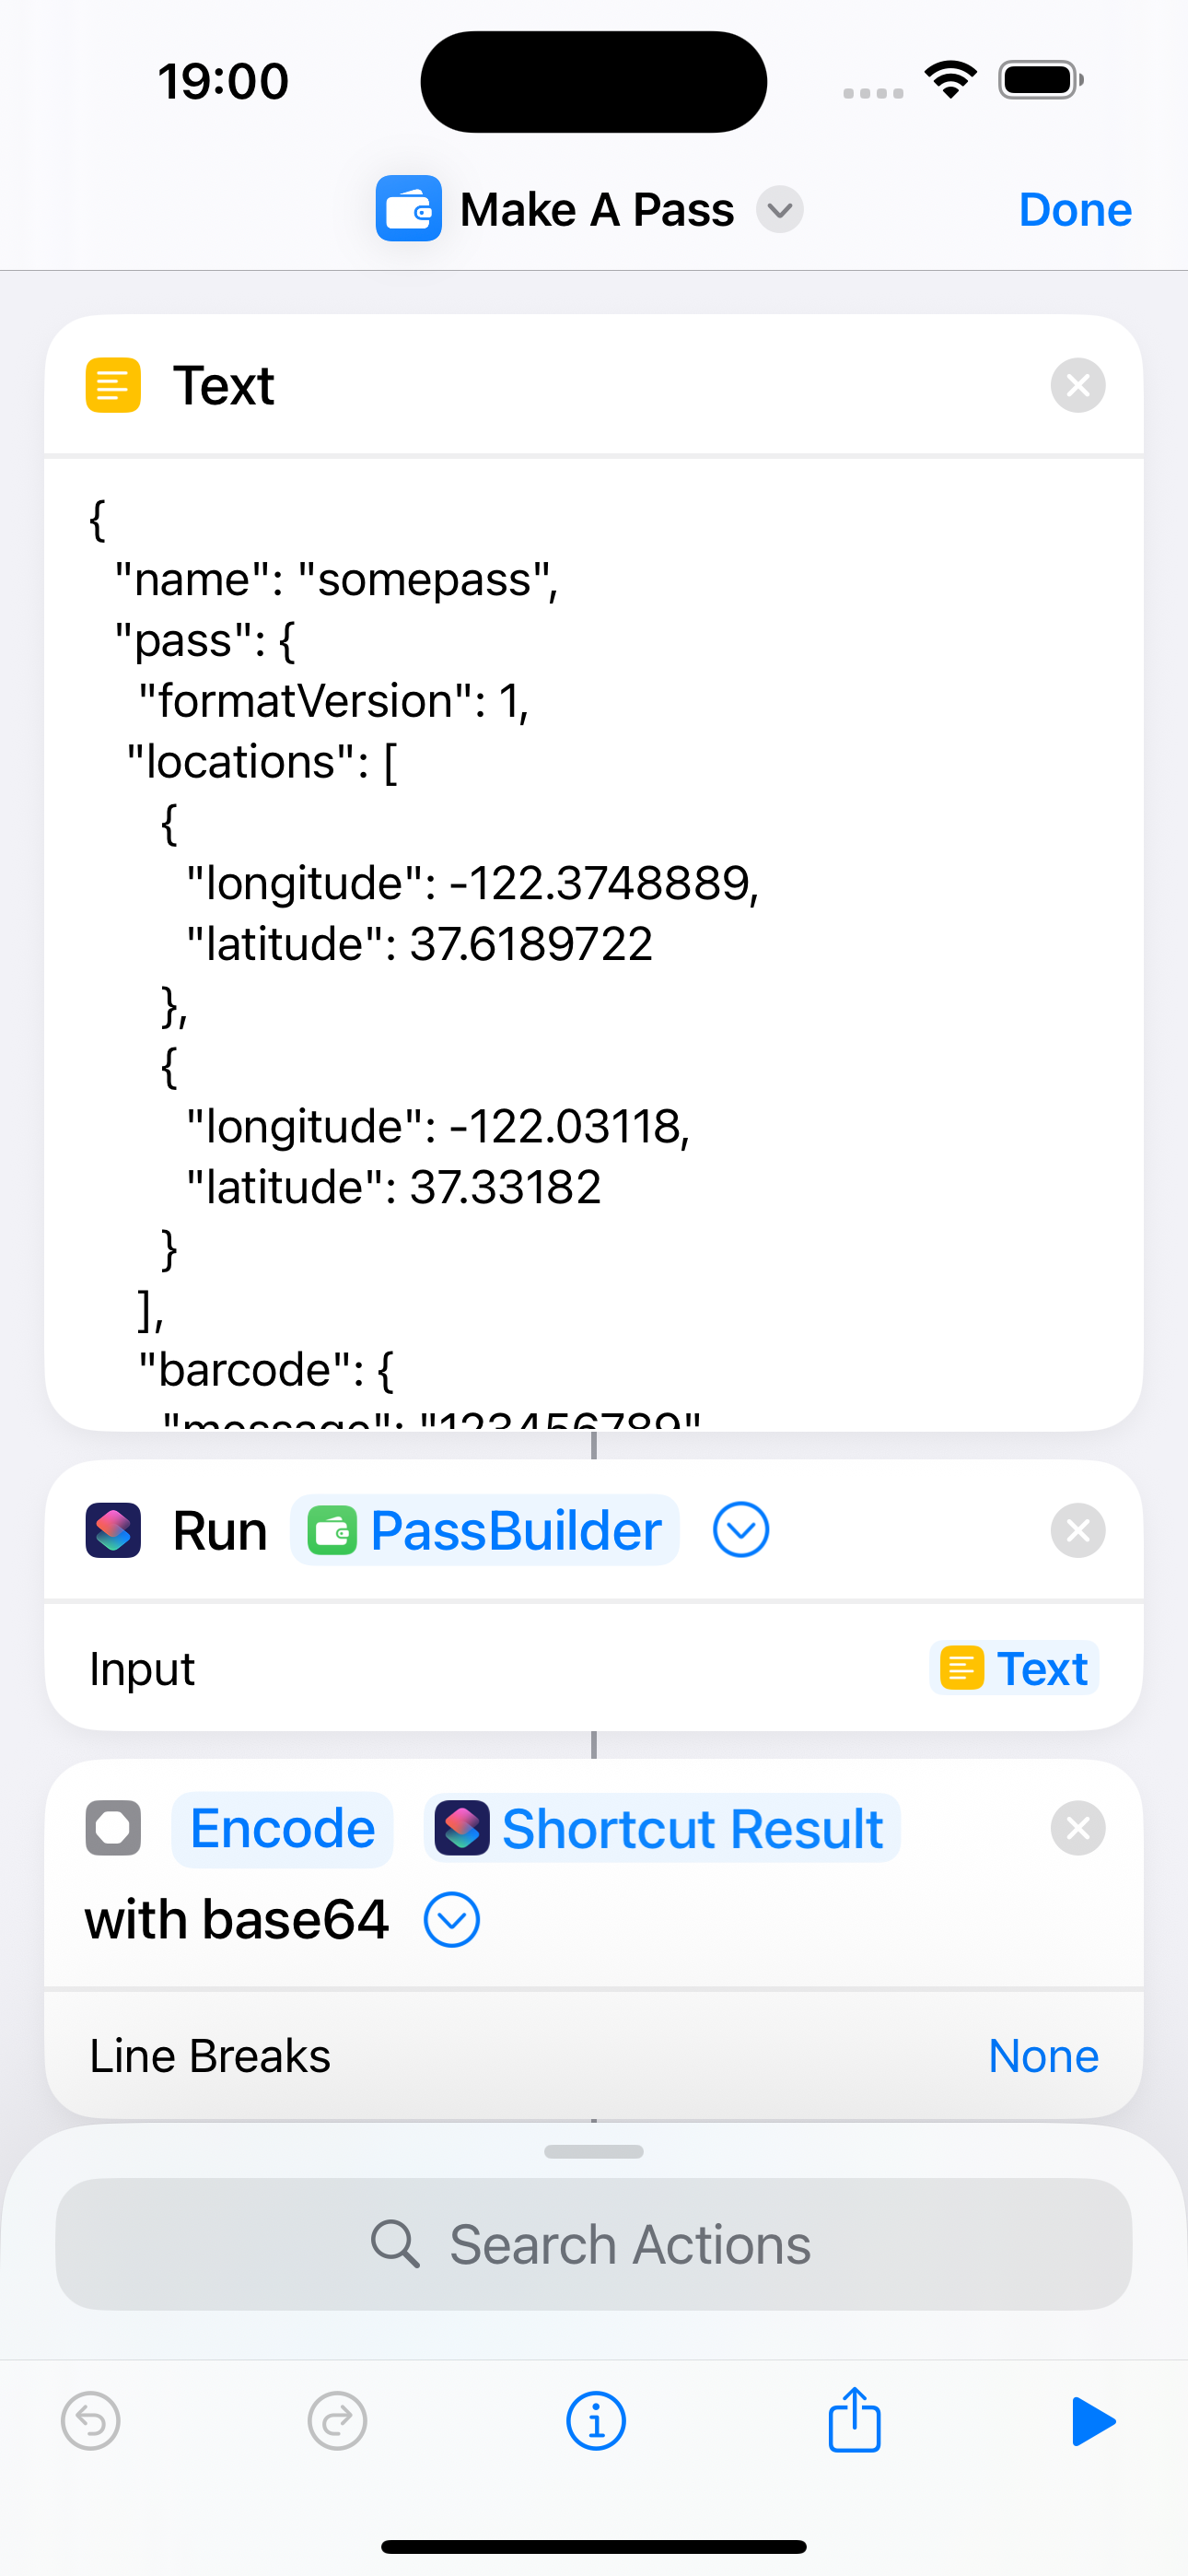 19:00
Make A Pass
Done
Text
{
"name": "somepass",
"pass": {
"formatVersion": 1,
"locations": [
{
"longitude": -122.3748889,
"latitude": 37.6189722
},
{
"longitude": -122.03118,
"latitude": 37.33182
}
],
"barcode": {
"message": "123456789"
Run PassBuilder
Input Text
Encode Shortcut Result
with base64
Line Breaks None
Search Actions